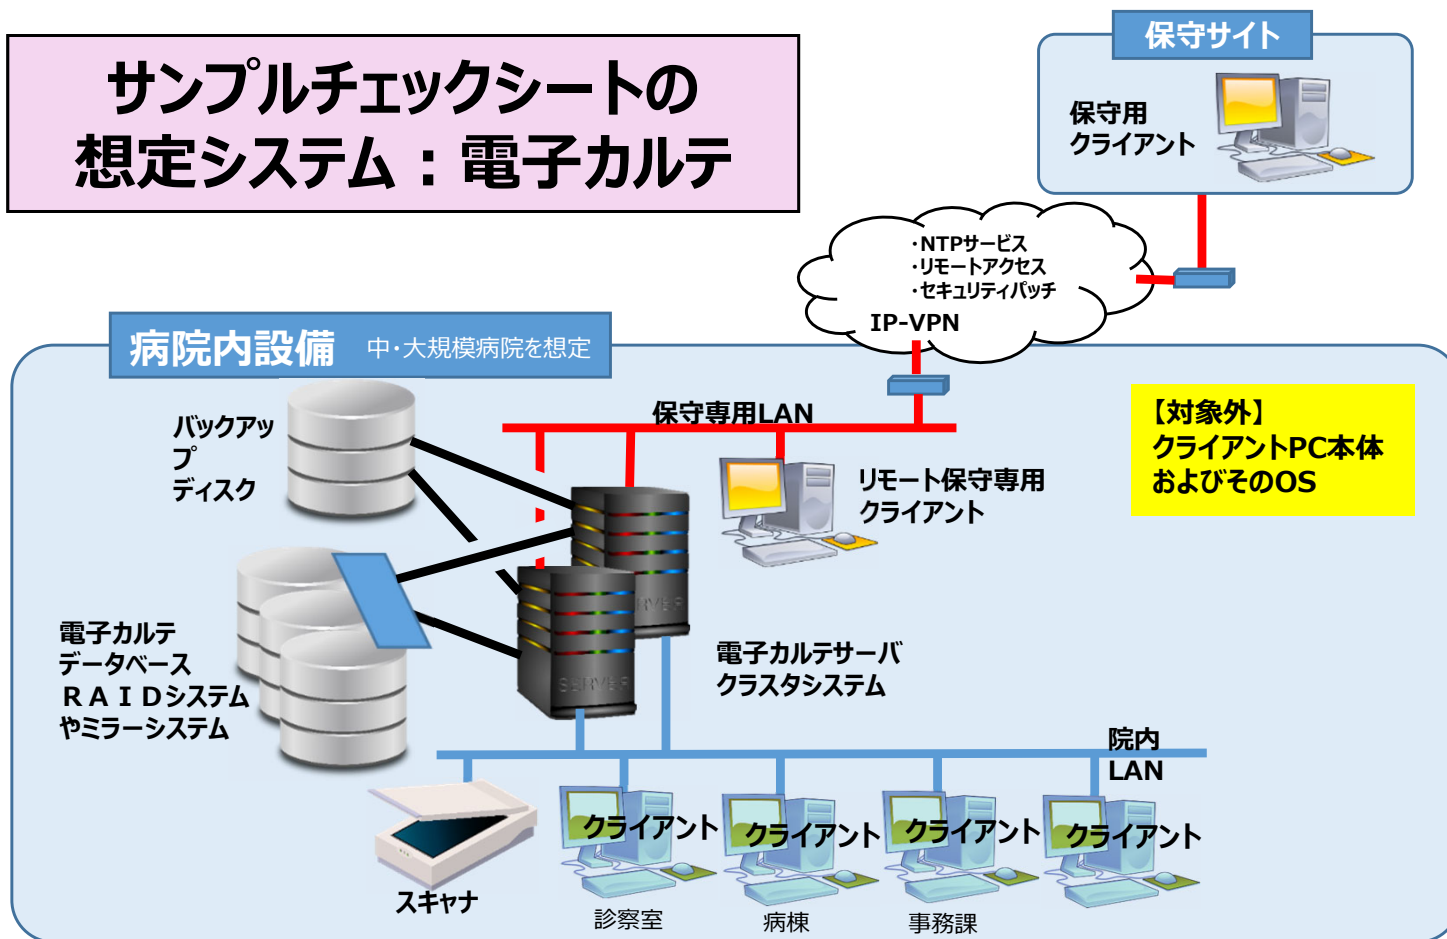 サンプルチェックシートの
想定システム：電子カルテ
保守サイト
保守用
クライアント
・NTPサービス
・リモートアクセス
・セキュリティパッチ
IP-VPN
病院内設備 中・大規模病院を想定
バックアッ
プ
ディスク
保守専用LAN
リモート保守専用
クライアント
【対象外】
クライアントPC本体
およびそのOS
電子カルテ
データベース
ＲＡＩＤシステム
やミラーシステム
SERVER
SERVER
電子カルテサーバ
クラスタシステム
院内
LAN
スキャナ
クライアント
クライアント
クライアント
クライアント
診察室
病棟
事務課